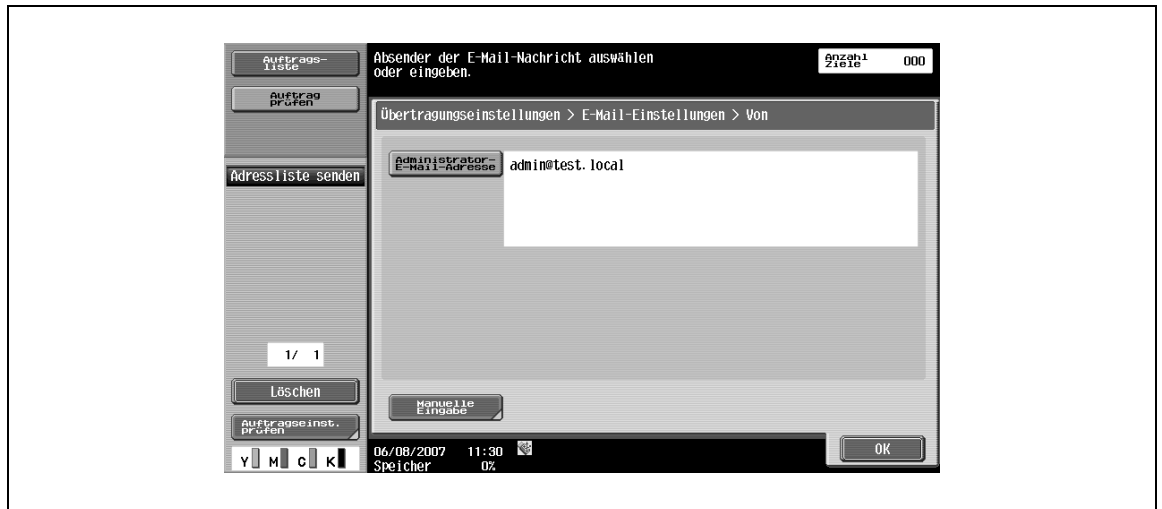 Auftrags-
liste
Auftrag
prüfen
Adressliste senden
1/ 1
Löschen
Auftragseinst.
prüfen
Y M C K
Absender der E-Mail-Nachricht auswählen
oder eingeben.
Anzahl
Ziele 000
Übertragungseinstellungen > E-Mail-Einstellungen > Von
Administrator-
E-Mail-Adresse
admin@test.local
Manuelle
Eingabe
06/08/2007 11:30
Speicher 0%
OK